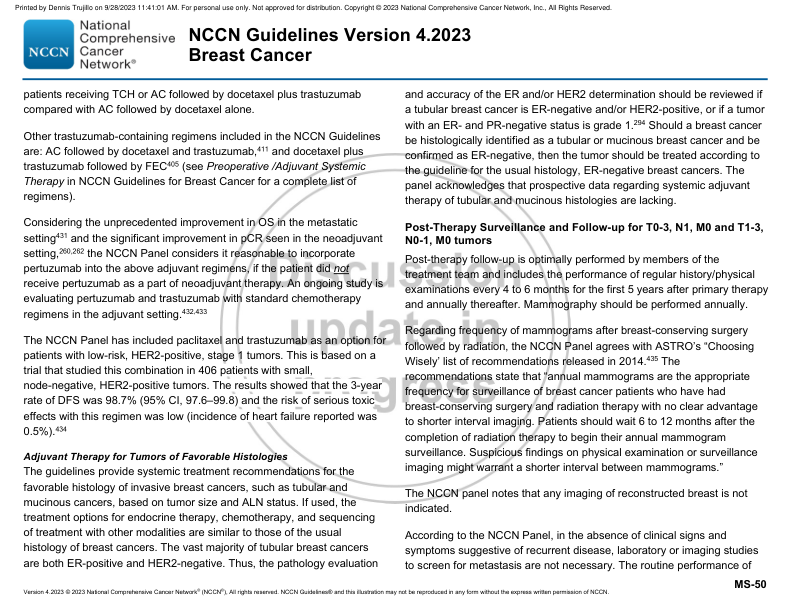 Printed by Dennis Trujillo on 9/28/2023 11:41:01 AM. For personal use only. Not approved for distribution. Copyright © 2023 National Comprehensive Cancer Network, Inc., All Rights Reserved.
NCCN
National
Comprehensive
Cancer
Network®
NCCN Guidelines Version 4.2023
Breast Cancer
patients receiving TCH or AC followed by docetaxel plus trastuzumab
compared with AC followed by docetaxel alone.
Other trastuzumab-containing regimens included in the NCCN Guidelines
are: AC followed by docetaxel and trastuzumab,411 and docetaxel plus
trastuzumab followed by FEC405 (see Preoperative /Adjuvant Systemic
Therapy in NCCN Guidelines for Breast Cancer for a complete list of
regimens).
Considering the unprecedented improvement in OS in the metastatic
setting431 and the significant improvement in pCR seen in the neoadjuvant
setting,260,262 the NCCN Panel considers it reasonable to incorporate
pertuzumab into the above adjuvant regimens, if the patient did not
receive pertuzumab as a part of neoadjuvant therapy. An ongoing study is
evaluating pertuzumab and trastuzumab with standard chemotherapy
regimens in the adjuvant setting.432,433
The NCCN Panel has included paclitaxel and trastuzumab as an option for
patients with low-risk, HER2-positive, stage 1 tumors. This is based on a
trial that studied this combination in 406 patients with small,
node-negative, HER2-positive tumors. The results showed that the 3-year
rate of DFS was 98.7% (95% CI, 97.6–99.8) and the risk of serious toxic
effects with this regimen was low (incidence of heart failure reported was
0.5%).434
Adjuvant Therapy for Tumors of Favorable Histologies
The guidelines provide systemic treatment recommendations for the
favorable histology of invasive breast cancers, such as tubular and
mucinous cancers, based on tumor size and ALN status. If used, the
treatment options for endocrine therapy, chemotherapy, and sequencing
of treatment with other modalities are similar to those of the usual
histology of breast cancers. The vast majority of tubular breast cancers
are both ER-positive and HER2-negative. Thus, the pathology evaluation
and accuracy of the ER and/or HER2 determination should be reviewed if
a tubular breast cancer is ER-negative and/or HER2-positive, or if a tumor
with an ER- and PR-negative status is grade 1.294 Should a breast cancer
be histologically identified as a tubular or mucinous breast cancer and be
confirmed as ER-negative, then the tumor should be treated according to
the guideline for the usual histology, ER-negative breast cancers. The
panel acknowledges that prospective data regarding systemic adjuvant
therapy of tubular and mucinous histologies are lacking.
Post-Therapy Surveillance and Follow-up for T0-3, N1, M0 and T1-3,
N0-1, M0 tumors
Post-therapy follow-up is optimally performed by members of the
treatment team and includes the performance of regular history/physical
examinations every 4 to 6 months for the first 5 years after primary therapy
and annually thereafter. Mammography should be performed annually.
Regarding frequency of mammograms after breast-conserving surgery
followed by radiation, the NCCN Panel agrees with ASTRO's “Choosing
Wisely’ list of recommendations released in 2014.435 The
recommendations state that “annual mammograms are the appropriate
frequency for surveillance of breast cancer patients who have had
breast-conserving surgery and radiation therapy with no clear advantage
to shorter interval imaging. Patients should wait 6 to 12 months after the
completion of radiation therapy to begin their annual mammogram
surveillance. Suspicious findings on physical examination or surveillance
imaging might warrant a shorter interval between mammograms.”
The NCCN panel notes that any imaging of reconstructed breast is not
indicated.
According to the NCCN Panel, in the absence of clinical signs and
symptoms suggestive of recurrent disease, laboratory or imaging studies
to screen for metastasis are not necessary. The routine performance of
Discussion
update in
progress
MS-50
Version 4.2023 © 2023 National Comprehensive Cancer Network® (NCCN®), All rights reserved. NCCN Guidelines® and this illustration may not be reproduced in any form without the express written permission of NCCN.